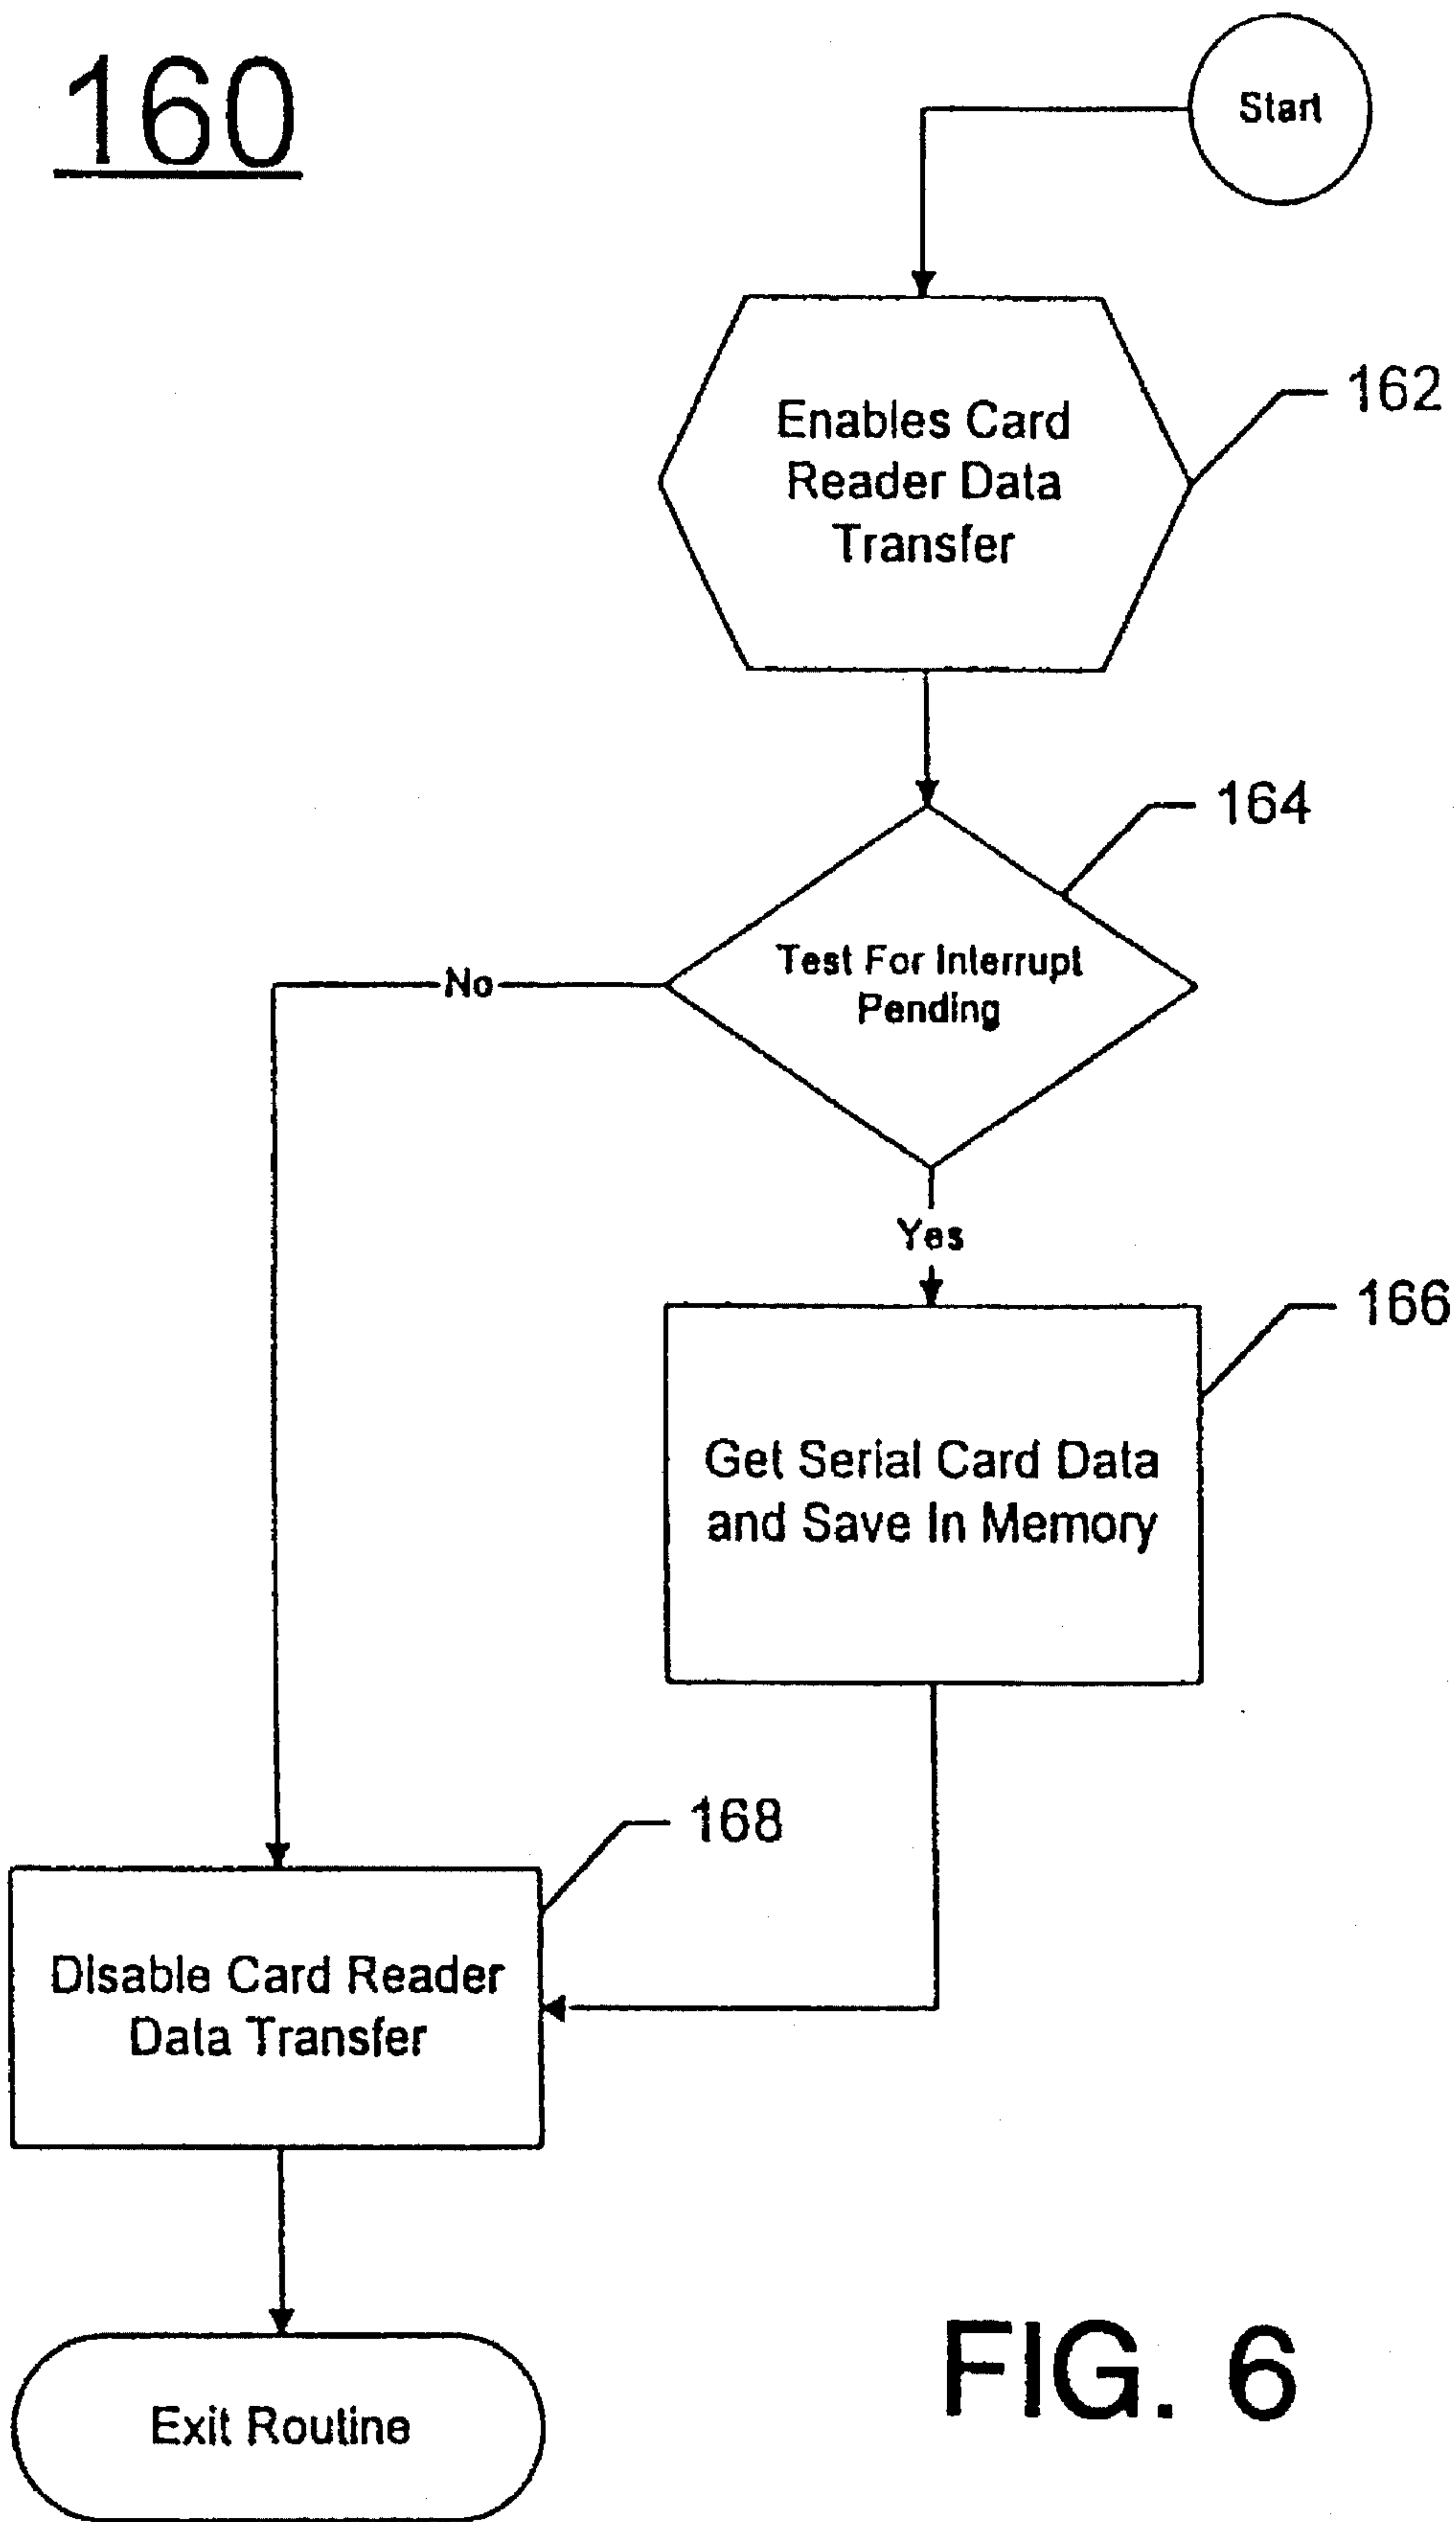 160
Start
Enables Card
Reader Data
Transfer
162
164
Test For Interrupt
Pending
No
Yes
166
Get Serial Card Data
and Save In Memory
168
Disable Card Reader
Data Transfer
Exit Routine
FIG. 6